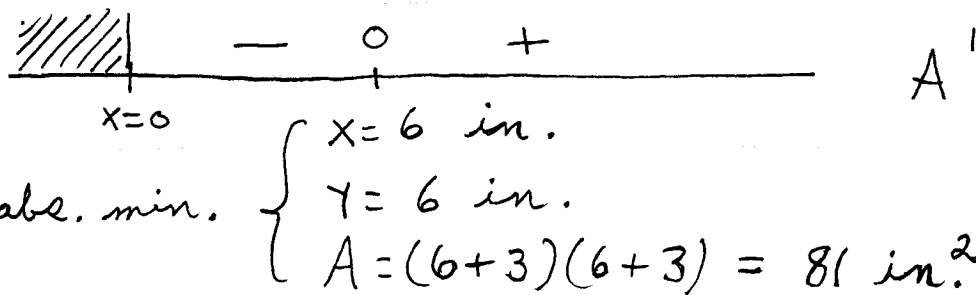 − 0 + A'
x=0
abs. min. { x= 6 in.
Y= 6 in.
A=(6+3)(6+3) = 81 in.²